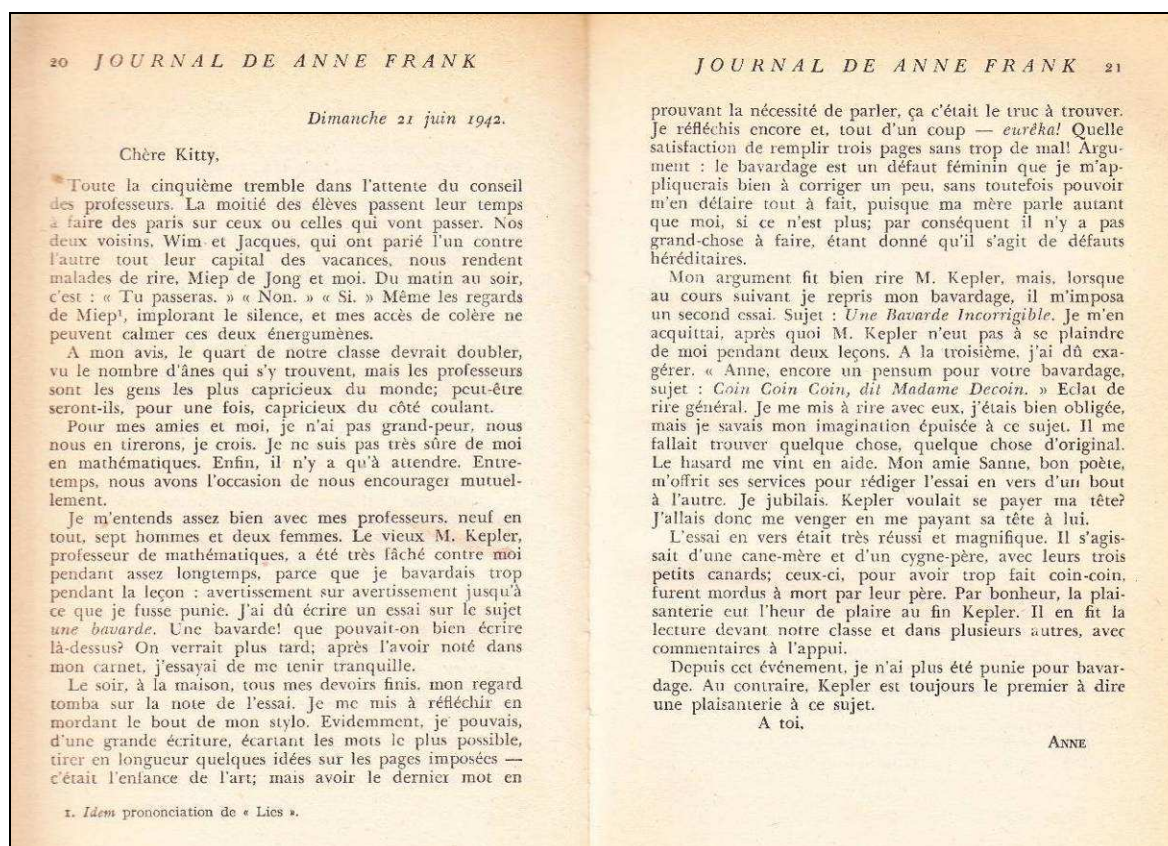 20 JOURNAL DE ANNE FRANK
Dimanche 21 juin 1942.
Chère Kitty,
Toute la cinquième tremble dans l'attente du conseil
des professeurs. La moitié des élèves passent leur temps
à faire des paris sur ceux ou celles qui vont passer. Nos
deux voisins, Wim et Jacques, qui ont parié l'un contre
l'autre tout leur capital des vacances, nous rendent
malades de rire, Miep de Jong et moi. Du matin au soir,
c'est : « Tu passeras. » « Non. » « Si. » Même les regards
de Miep¹, implorant le silence, et mes accès de colère ne
peuvent calmer ces deux énergumènes.
A mon avis, le quart de notre classe devrait doubler,
vu le nombre d'ânes qui s'y trouvent, mais les professeurs
sont les gens les plus capricieux du monde; peut-être
seront-ils, pour une fois, capricieux du côté coulant.
Pour mes amies et moi, je n'ai pas grand-peur, nous
nous en tirerons, je crois. Je ne suis pas très sûre de moi
en mathématiques. Enfin, il n'y a qu'à attendre. Entre-
temps, nous avons l'occasion de nous encourager mutuel-
lement.
Je m'entends assez bien avec mes professeurs, neuf en
tout, sept hommes et deux femmes. Le vieux M. Kepler,
professeur de mathématiques, a été très fâché contre moi
pendant assez longtemps, parce que je bavardais trop
pendant la leçon : avertissement sur avertissement jusqu'à
ce que je fusse punie. J'ai dû écrire un essai sur le sujet
une bavarde. Une bavarde! que pouvait-on bien écrire
là-dessus? On verrait plus tard; après l'avoir noté dans
mon carnet, j'essayai de me tenir tranquille.
Le soir, à la maison, tous mes devoirs finis, mon regard
tomba sur la note de l'essai. Je me mis à réfléchir en
mordant le bout de mon stylo. Evidemment, je pouvais,
d'une grande écriture, écartant les mots le plus possible,
tirer en longueur quelques idées sur les pages imposées —
c'était l'enfance de l'art; mais avoir le dernier mot en
1. Idem prononciation de « Lies ».
JOURNAL DE ANNE FRANK 21
prouvant la nécessité de parler, ça c'était le truc à trouver.
Je réfléchis encore et, tout d'un coup — eurêka! Quelle
satisfaction de remplir trois pages sans trop de mal! Argu-
ment : le bavardage est un défaut féminin que je m'ap-
pliquerais bien à corriger un peu, sans toutefois pouvoir
m'en défaire tout à fait, puisque ma mère parle autant
que moi, si ce n'est plus; par conséquent il n'y a pas
grand-chose à faire, étant donné qu'il s'agit de défauts
héréditaires.
Mon argument fit bien rire M. Kepler, mais, lorsque
au cours suivant je repris mon bavardage, il m'imposa
un second essai. Sujet : Une Bavarde Incorrigible. Je m'en
acquittai, après quoi M. Kepler n'eut pas à se plaindre
de moi pendant deux leçons. A la troisième, j'ai dû exa-
gérer. « Anne, encore un pensum pour votre bavardage,
sujet : Coin Coin Coin, dit Madame Decoin. » Eclat de
rire général. Je me mis à rire avec eux, j'étais bien obligée,
mais je savais mon imagination épuisée à ce sujet. Il me
fallait trouver quelque chose, quelque chose d'original.
Le hasard me vint en aide. Mon amie Sanne, bon poète,
m'offrit ses services pour rédiger l'essai en vers d'un bout
à l'autre. Je jubilais. Kepler voulait se payer ma tête?
J'allais donc me venger en me payant sa tête à lui.
L'essai en vers était très réussi et magnifique. Il s'agis-
sait d'une cane-mère et d'un cygne-père, avec leurs trois
petits canards; ceux-ci, pour avoir trop fait coin-coin,
furent mordus à mort par leur père. Par bonheur, la plai-
santerie eut l'heur de plaire au fin Kepler. Il en fit la
lecture devant notre classe et dans plusieurs autres, avec
commentaires à l'appui.
Depuis cet événement, je n'ai plus été punie pour bavar-
dage. Au contraire, Kepler est toujours le premier à dire
une plaisanterie à ce sujet.
A toi,
ANNE